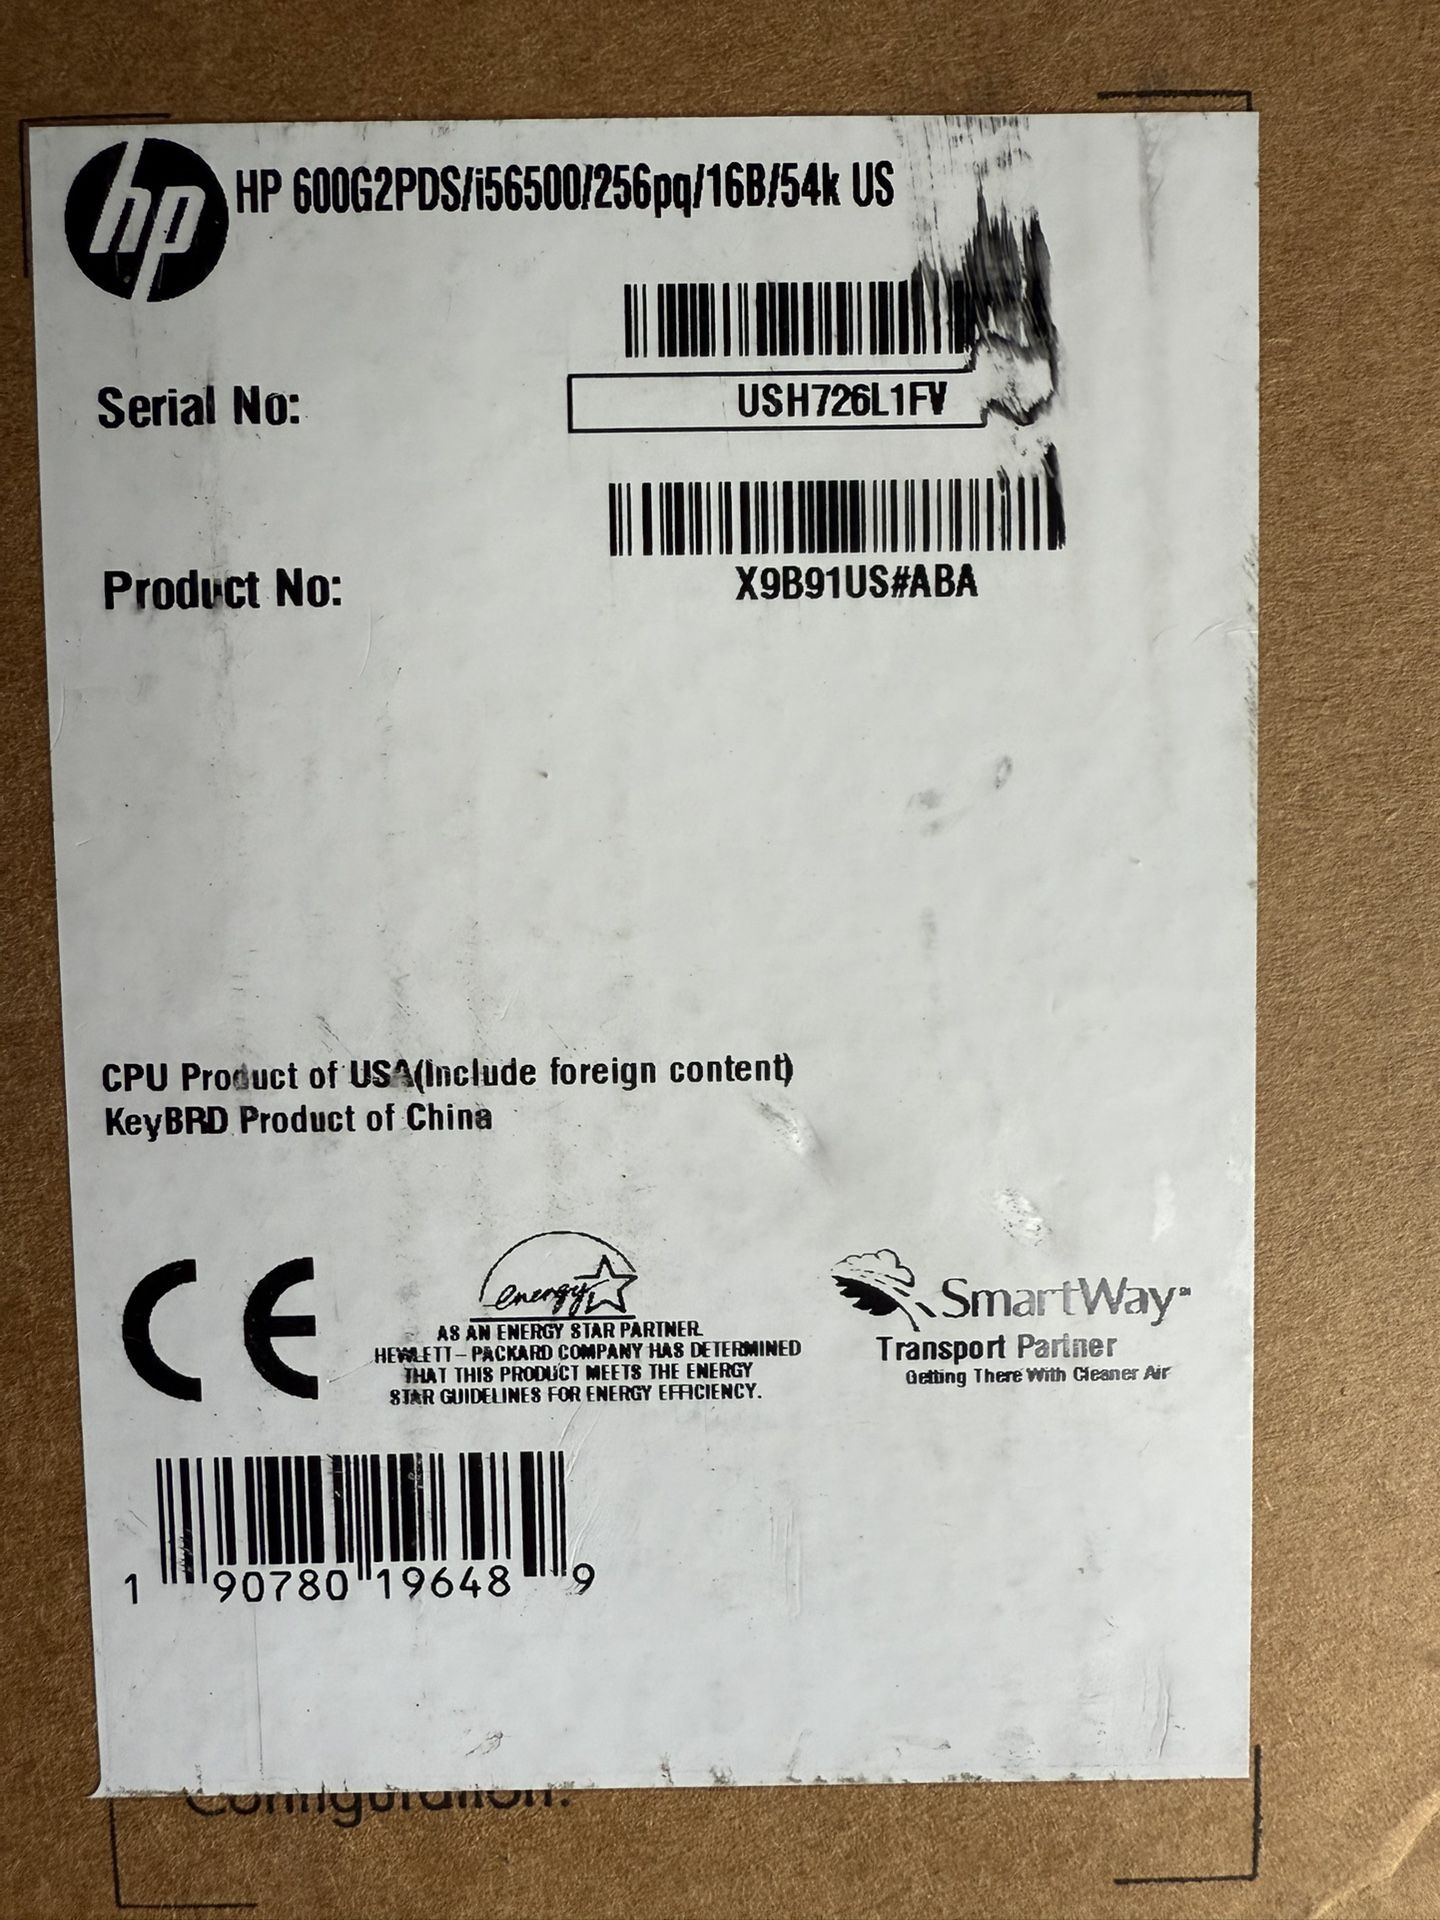 hp HP 600G2PDS/i56500/256pq/16B/54k US
Serial No: USH726L1FV
Product No: X9B91US#ABA
CPU Product of USA(Include foreign content)
KeyBRD Product of China
CE
energy
AS AN ENERGY STAR PARTNER
HEWLETT-PACKARD COMPANY HAS DETERMINED
THAT THIS PRODUCT MEETS THE ENERGY
STAR GUIDELINES FOR ENERGY EFFICIENCY.
SmartWay℠
Transport Partner
Getting There With Cleaner Air
1 90780 19648 9
Configuration: